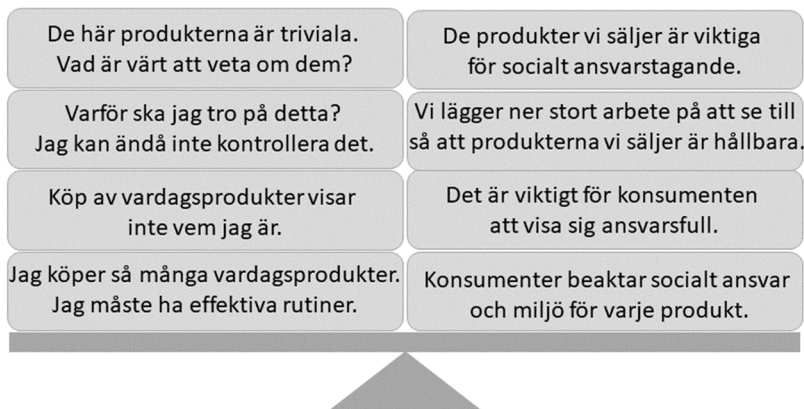 De här produkterna är triviala.
Vad är värt att veta om dem?
De produkter vi säljer är viktiga
för socialt ansvarstagande.
Varför ska jag tro på detta?
Jag kan ändå inte kontrollera det.
Vi lägger ner stort arbete på att se till
så att produkterna vi säljer är hållbara.
Köp av vardagsprodukter visar
inte vem jag är.
Det är viktigt för konsumenten
att visa sig ansvarsfull.
Jag köper så många vardagsprodukter.
Jag måste ha effektiva rutiner.
Konsumenter beaktar socialt ansvar
och miljö för varje produkt.